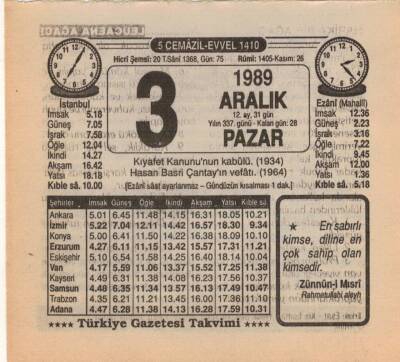 5 CEMÂZİL-EVVEL 1410
Hicrî Şemsî: 20 T.Sâni 1368, Gün: 75 Rûmî: 1405-Kasım: 26
3
1989
ARALIK
12. ay, 31 gün
Yılın 337. günü - Kalan gün: 28
PAZAR
İstanbul
İmsak 5.18
Güneş 7.05
İşrak 7.58
Öğle 12.04
İkindi 14.27
Akşam 16.42
Yatsı 18.18
Kıble sâ. 10.00
Ezânî (Mahallî)
İmsak 12.36
Güneş 2.23
İşrak 3.16
Öğle 7.22
İkindi 9.45
Akşam 12.00
Yatsı 1.36
Kıble sâ. 5.18
Kıyafet Kanunu'nun kabûlü. (1934)
Hasan Basri Çantay'ın vefâtı. (1964)
[Ezânî sâat ayarlanmaz – Gündüzün kısalması 1 dak.]
Şehirler İmsak Güneş Öğle İkindi Akşam Yatsı Kıble sâ.
Ankara 5.01 6.45 11.48 14.15 16.31 18.05 10.21
İzmir 5.22 7.04 12.11 14.42 16.57 18.30 9.34
Konya 5.00 6.41 11.50 14.22 16.38 18.09 10.10
Erzurum 4.27 6.11 11.15 13.42 15.57 17.31 11.21
Eskişehir 5.10 6.54 11.58 14.25 16.40 18.14 10.04
Van 4.17 5.59 11.06 13.37 15.52 17.25 11.38
Kayseri 4.49 6.31 11.38 14.08 16.23 17.56 10.37
Samsun 4.48 6.35 11.34 13.57 16.13 17.49 10.47
Trabzon 4.35 6.21 11.21 13.45 16.00 17.36 11.10
Adana 4.47 6.28 11.38 14.13 16.28 17.59 10.31
★ En sabırlı
kimse, diline en
çok sahip olan
kimsedir.
Zünnûn-i Mısrî
Rahmetullahi aleyh
★★★★ Türkiye Gazetesi Takvimi ★★★★